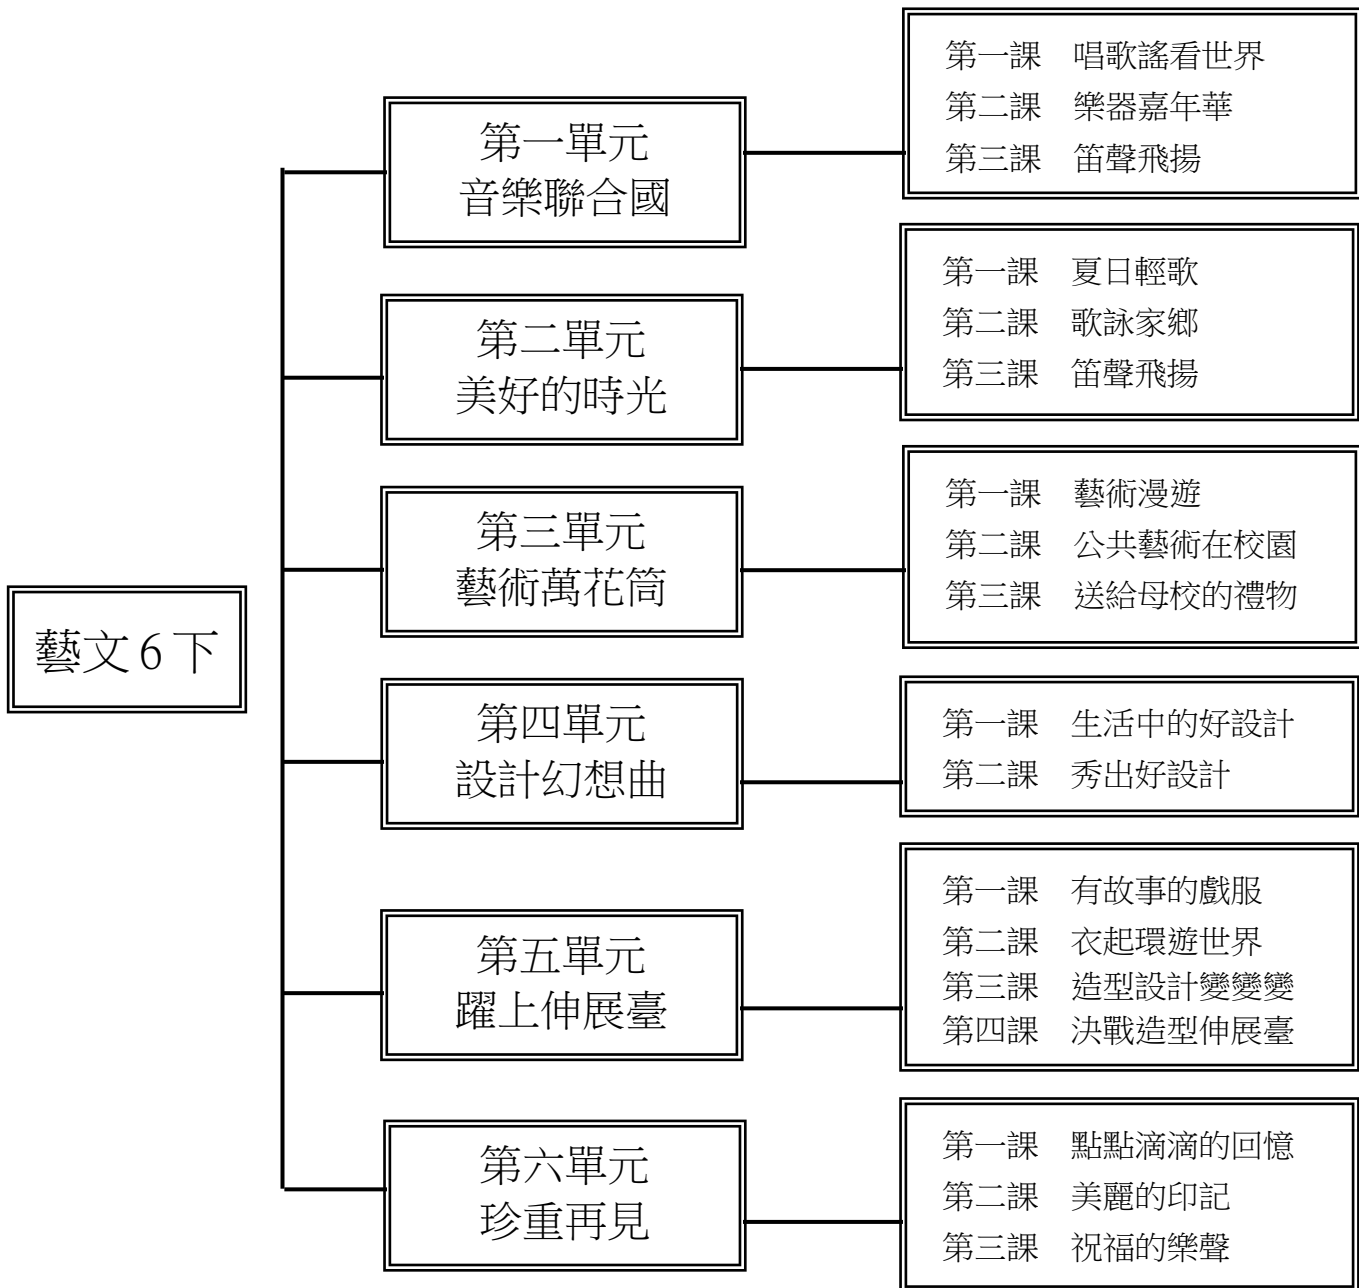 藝文6下
第一單元
音樂聯合國
第一課 唱歌謠看世界
第二課 樂器嘉年華
第三課 笛聲飛揚
第二單元
美好的時光
第一課 夏日輕歌
第二課 歌詠家鄉
第三課 笛聲飛揚
第三單元
藝術萬花筒
第一課 藝術漫遊
第二課 公共藝術在校園
第三課 送給母校的禮物
第四單元
設計幻想曲
第一課 生活中的好設計
第二課 秀出好設計
第五單元
躍上伸展臺
第一課 有故事的戲服
第二課 衣起環遊世界
第三課 造型設計變變變
第四課 決戰造型伸展臺
第六單元
珍重再見
第一課 點點滴滴的回憶
第二課 美麗的印記
第三課 祝福的樂聲